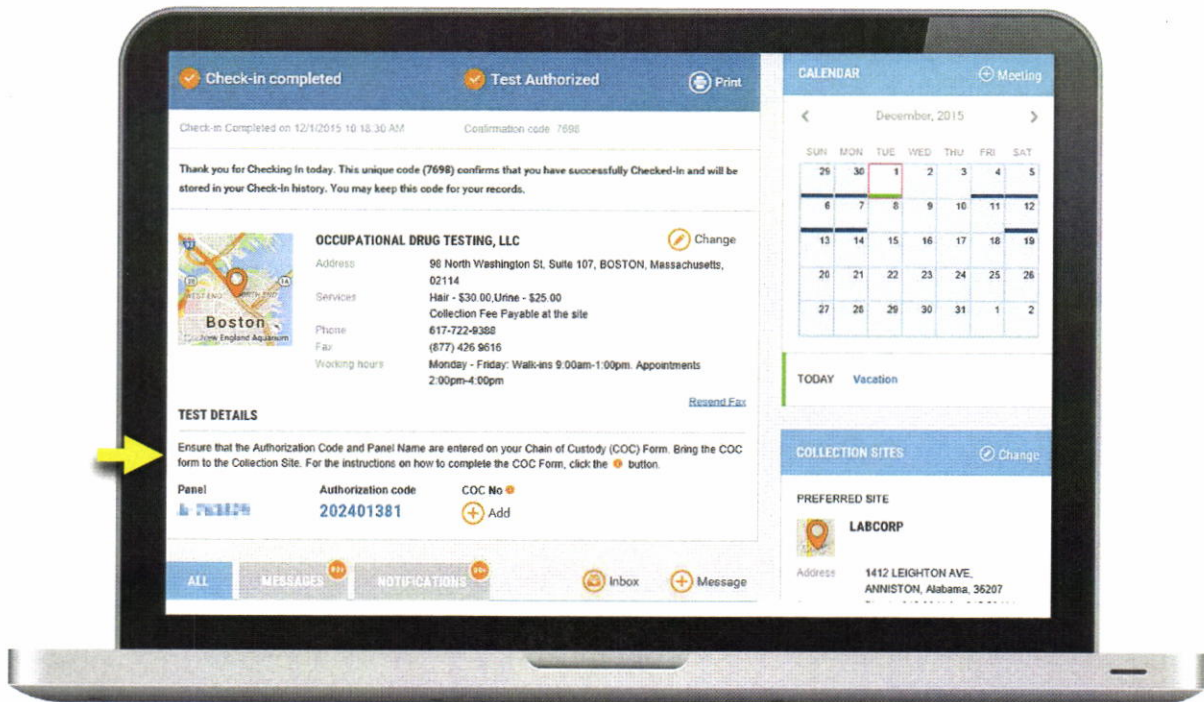 Check-in completed
Test Authorized
Print
Check-in Completed on 12/1/2015 10:18:30 AM
Confirmation code 7698
Thank you for Checking In today. This unique code (7698) confirms that you have successfully Checked-In and will be
stored in your Check-In history. You may keep this code for your records.
OCCUPATIONAL DRUG TESTING, LLC
Change
Address
98 North Washington St, Suite 107, BOSTON, Massachusetts,
02114
Services
Hair - $30.00,Urine - $25.00
Collection Fee Payable at the site
Phone
617-722-9388
Fax
(877) 426 9616
Working hours
Monday - Friday: Walk-ins 9:00am-1:00pm. Appointments
2:00pm-4:00pm
Resend Fax
WEST END
NORTH END
Boston
New England Aquarium
TEST DETAILS
Ensure that the Authorization Code and Panel Name are entered on your Chain of Custody (COC) Form. Bring the COC
form to the Collection Site. For the instructions on how to complete the COC Form, click the button.
Panel
Authorization code
202401381
COC No
Add
ALL
MESSAGES
99+
NOTIFICATIONS
99+
Inbox
Message
CALENDAR
Meeting
December, 2015
SUN MON TUE WED THU FRI SAT
29 30 1 2 3 4 5
6 7 8 9 10 11 12
13 14 15 16 17 18 19
20 21 22 23 24 25 26
27 28 29 30 31 1 2
TODAY Vacation
COLLECTION SITES
Change
PREFERRED SITE
LABCORP
Address
1412 LEIGHTON AVE,
ANNISTON, Alabama, 36207